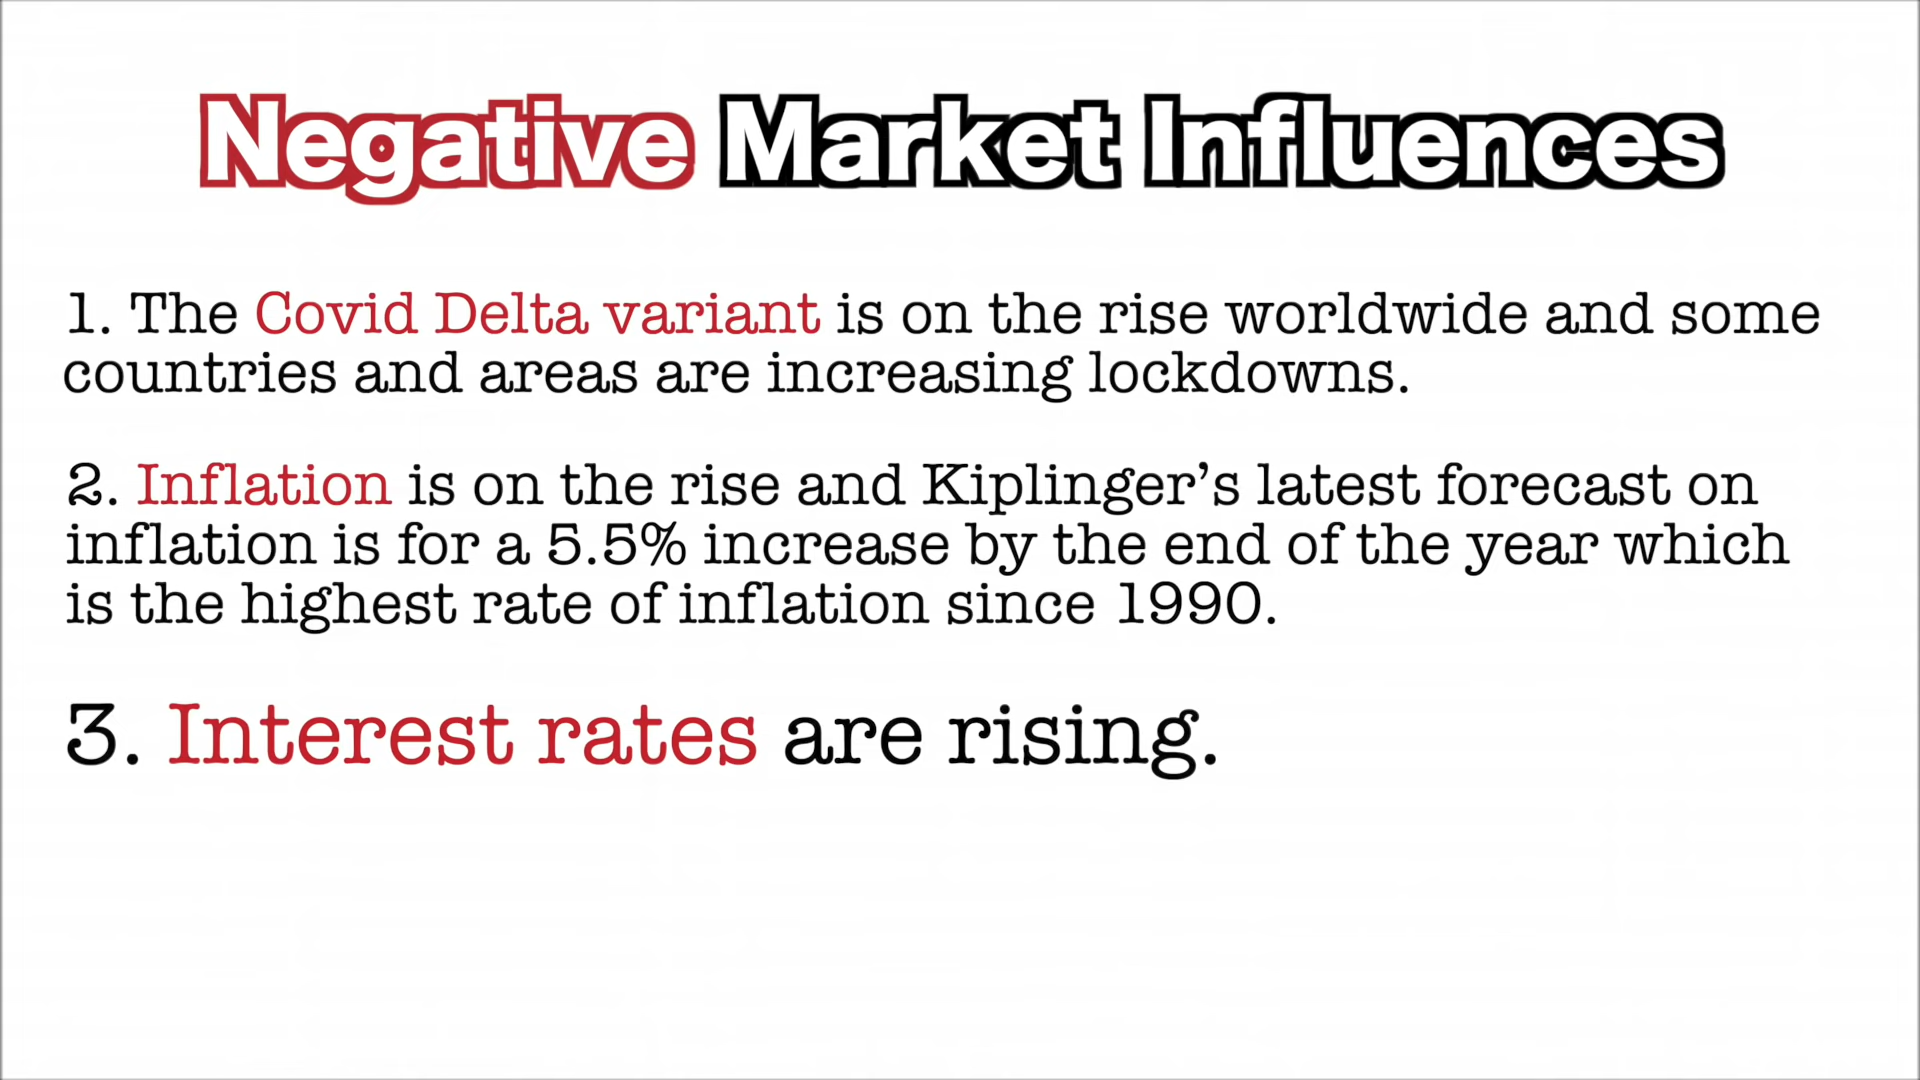 Negative Market Influences
1. The Covid Delta variant is on the rise worldwide and some
countries and areas are increasing lockdowns.
2. Inflation is on the rise and Kiplinger’s latest forecast on
inflation is for a 5.5% increase by the end of the year which
is the highest rate of inflation since 1990.
3. Interest rates are rising.